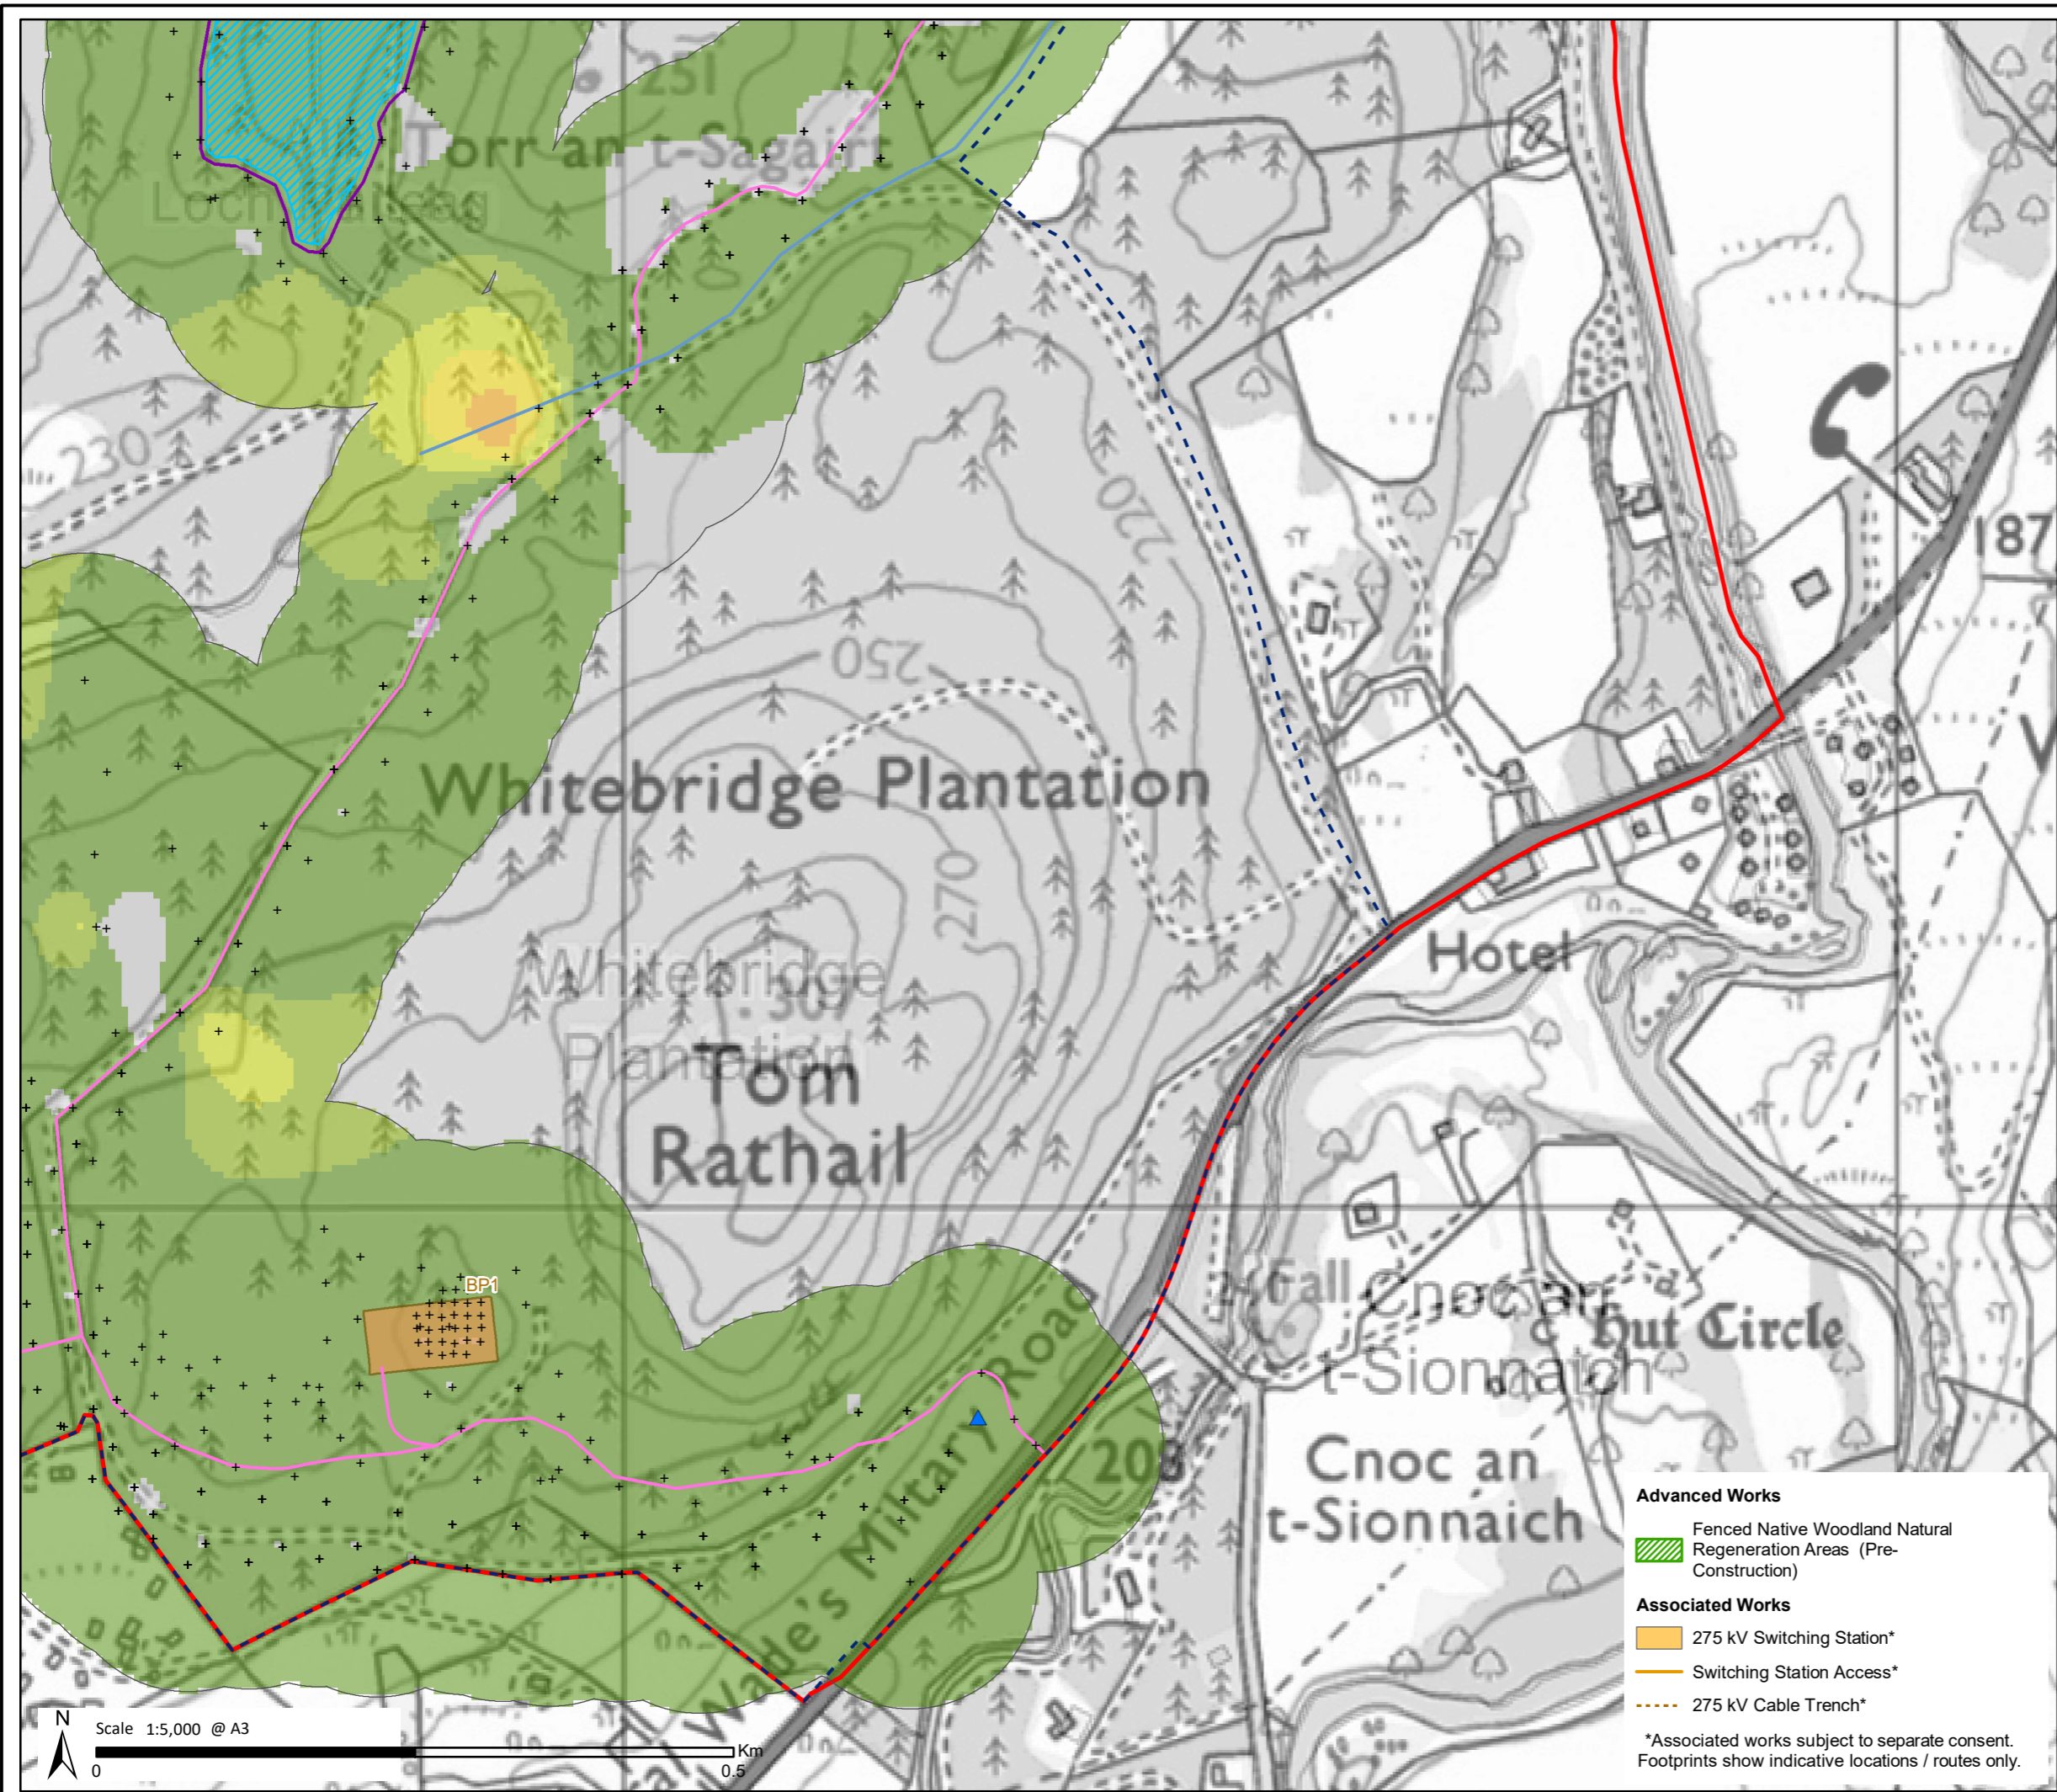 251
Torr an t-Sagairt
Loch
230
220
187
250
Whitebridge Plantation
270
Whitebridge
307
Plantation
Tom
Rathail
Hotel
BP1
Fall
Cnoc an
t-Sionnaich
Hut Circle
208
Cnoc an
t-Sionnaich
Wade's Military Road
Advanced Works
Fenced Native Woodland Natural
Regeneration Areas (Pre-
Construction)
Associated Works
275 kV Switching Station*
Switching Station Access*
275 kV Cable Trench*
*Associated works subject to separate consent.
Footprints show indicative locations / routes only.
N
Scale 1:5,000 @ A3
Km
0
0.5